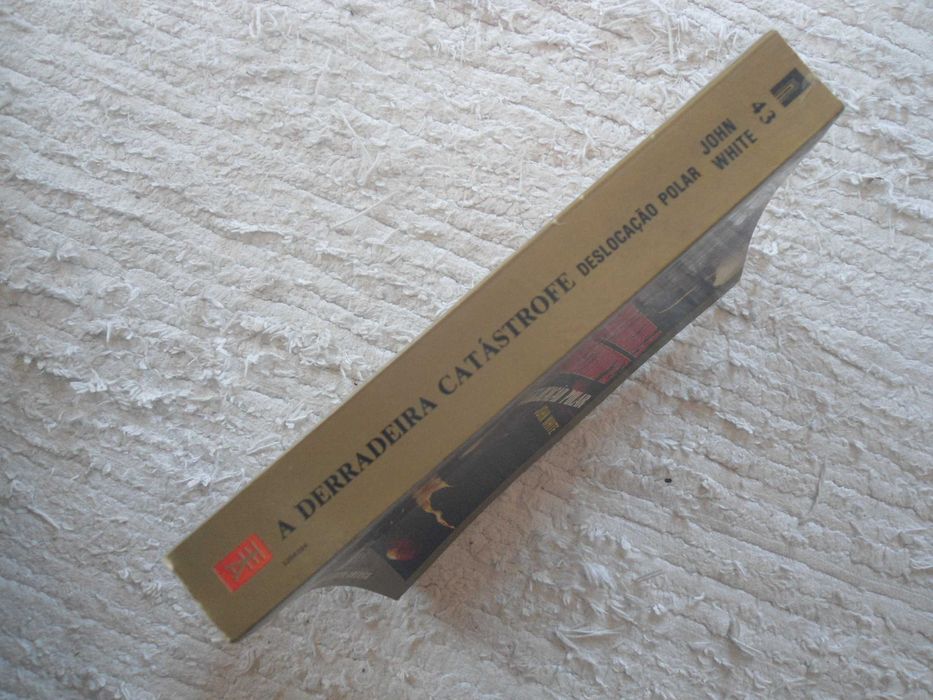 A DERRADEIRA CATÁSTROFE DESLOCAÇÃO POLAR
JOHN
WHITE
43